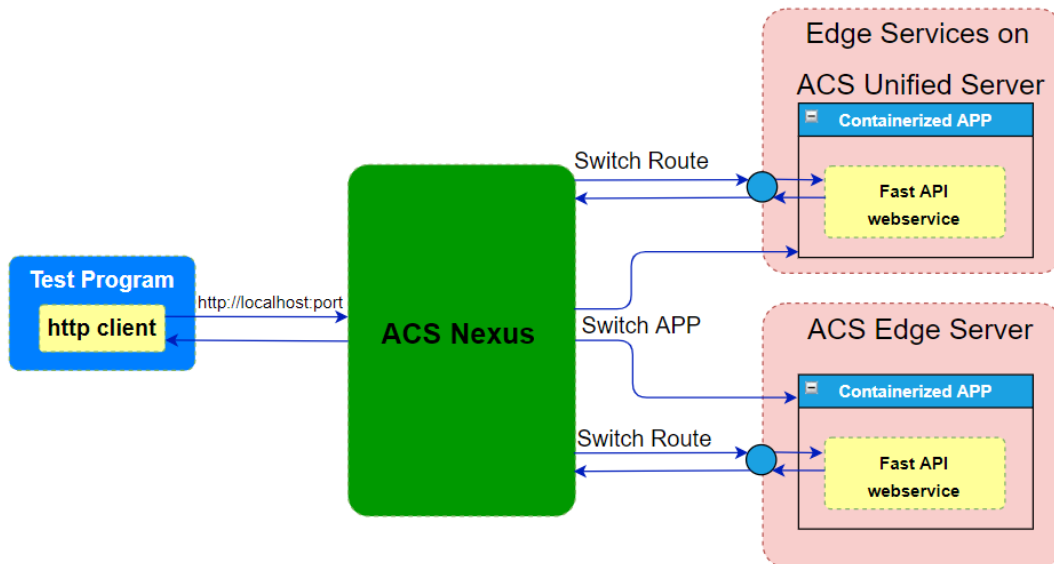 Edge Services on
ACS Unified Server
Containerized APP
Switch Route
Fast API
webservice
Test Program
http://localhost:port
http client
ACS Nexus
Switch APP
ACS Edge Server
Containerized APP
Switch Route
Fast API
webservice